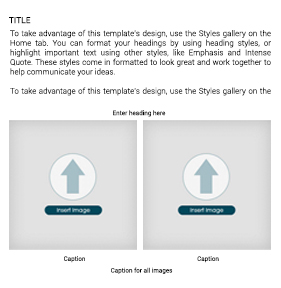 TITLE
To take advantage of this template's design, use the Styles gallery on the
Home tab. You can format your headings by using heading styles, or
highlight important text using other styles, like Emphasis and Intense
Quote. These styles come in formatted to look great and work together to
help communicate your ideas.
To take advantage of this template's design, use the Styles gallery on the
Enter heading here
Insert Image
Insert Image
Caption
Caption
Caption for all images